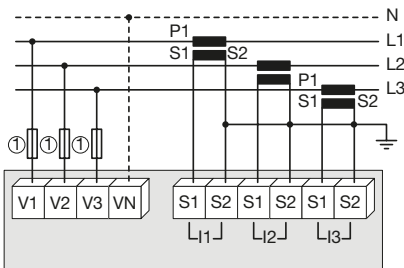 N
P1 L1
S1 S2
L2
P1
L3
S1 S2
① ① ①
V1 V2 V3 VN S1 S2 S1 S2 S1 S2
I1 I2 I3